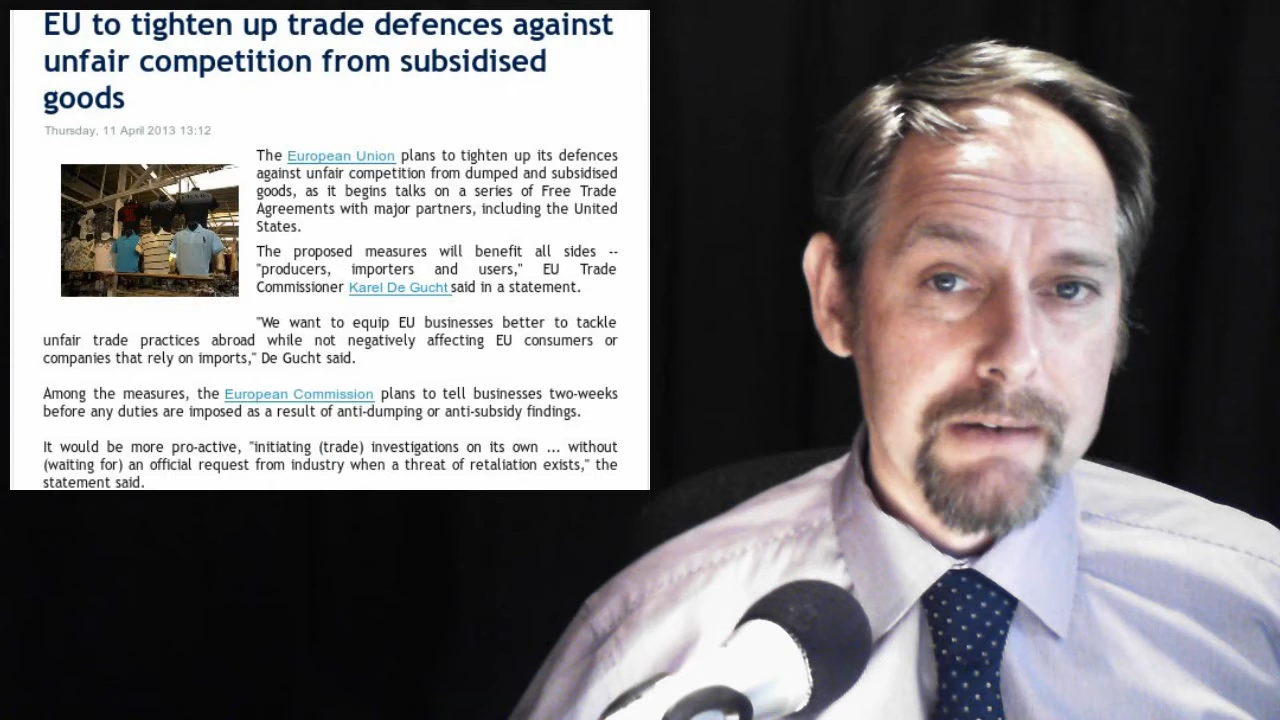 EU to tighten up trade defences against
unfair competition from subsidised
goods
Thursday, 11 April 2013 13:12
The European Union plans to tighten up its defences
against unfair competition from dumped and subsidised
goods, as it begins talks on a series of Free Trade
Agreements with major partners, including the United
States.
The proposed measures will benefit all sides --
"producers, importers and users," EU Trade
Commissioner Karel De Gucht said in a statement.
"We want to equip EU businesses better to tackle
unfair trade practices abroad while not negatively affecting EU consumers or
companies that rely on imports," De Gucht said.
Among the measures, the European Commission plans to tell businesses two-weeks
before any duties are imposed as a result of anti-dumping or anti-subsidy findings.
It would be more pro-active, "initiating (trade) investigations on its own ... without
(waiting for) an official request from industry when a threat of retaliation exists," the
statement said.